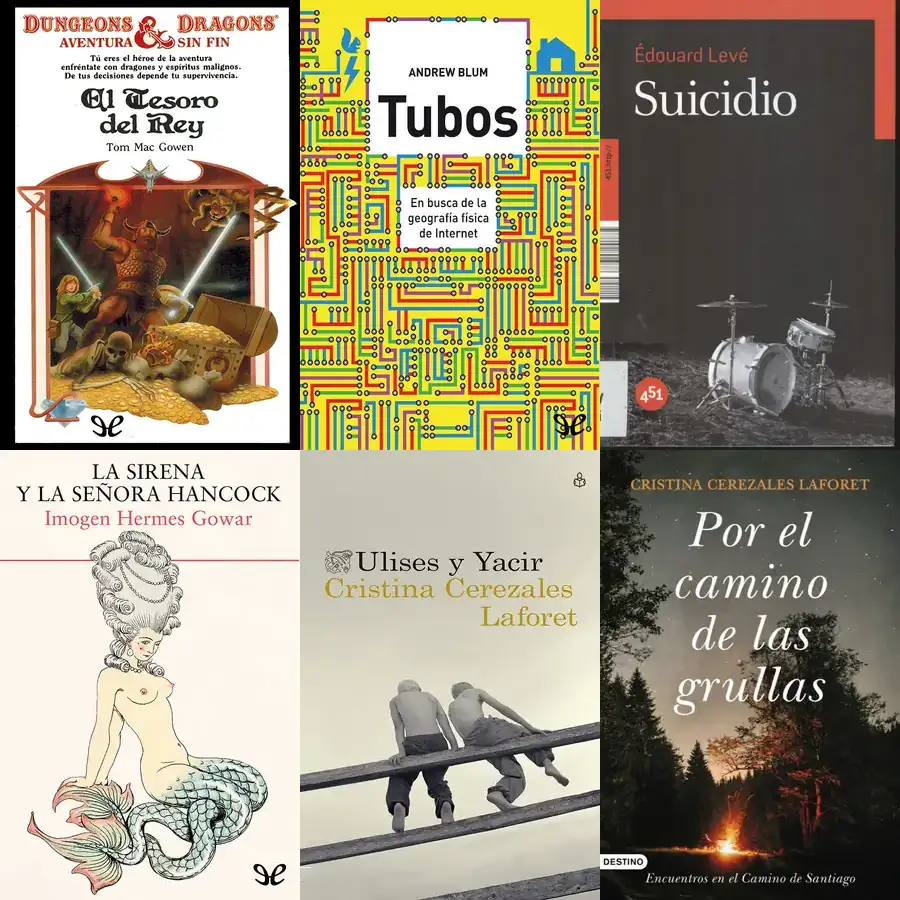 DUNGEONS & DRAGONS®
AVENTURA SIN FIN
Tú eres el héroe de la aventura
enfréntate con dragones y espíritus malignos.
De tus decisiones depende tu supervivencia.
El Tesoro
del Rey
Tom Mac Gowen
ANDREW BLUM
Tubos
En busca de la
geografía física
de Internet
Édouard Levé
Suicidio
451.http://
451
LA SIRENA
Y LA SEÑORA HANCOCK
Imogen Hermes Gowar
Ulises y Yacir
Cristina Cerezales
Laforet
CRISTINA CEREZALES LAFORET
Por el
camino
de las
grullas
DESTINO
Encuentros en el Camino de Santiago